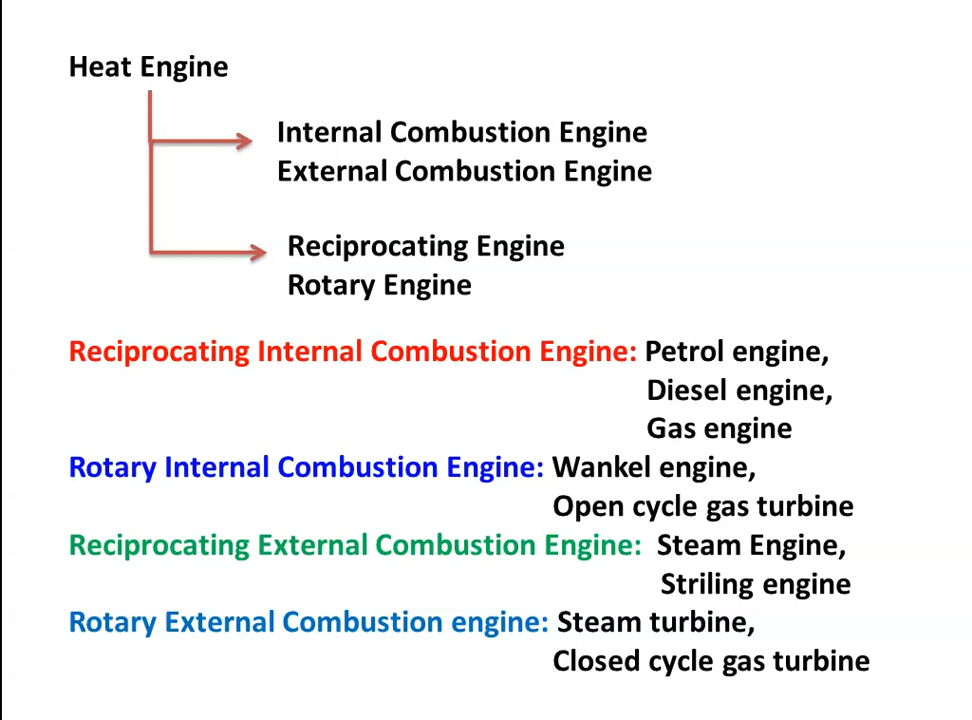 Heat Engine
Internal Combustion Engine
External Combustion Engine
Reciprocating Engine
Rotary Engine
Reciprocating Internal Combustion Engine: Petrol engine,
Diesel engine,
Gas engine
Rotary Internal Combustion Engine: Wankel engine,
Open cycle gas turbine
Reciprocating External Combustion Engine: Steam Engine,
Striling engine
Rotary External Combustion engine: Steam turbine,
Closed cycle gas turbine